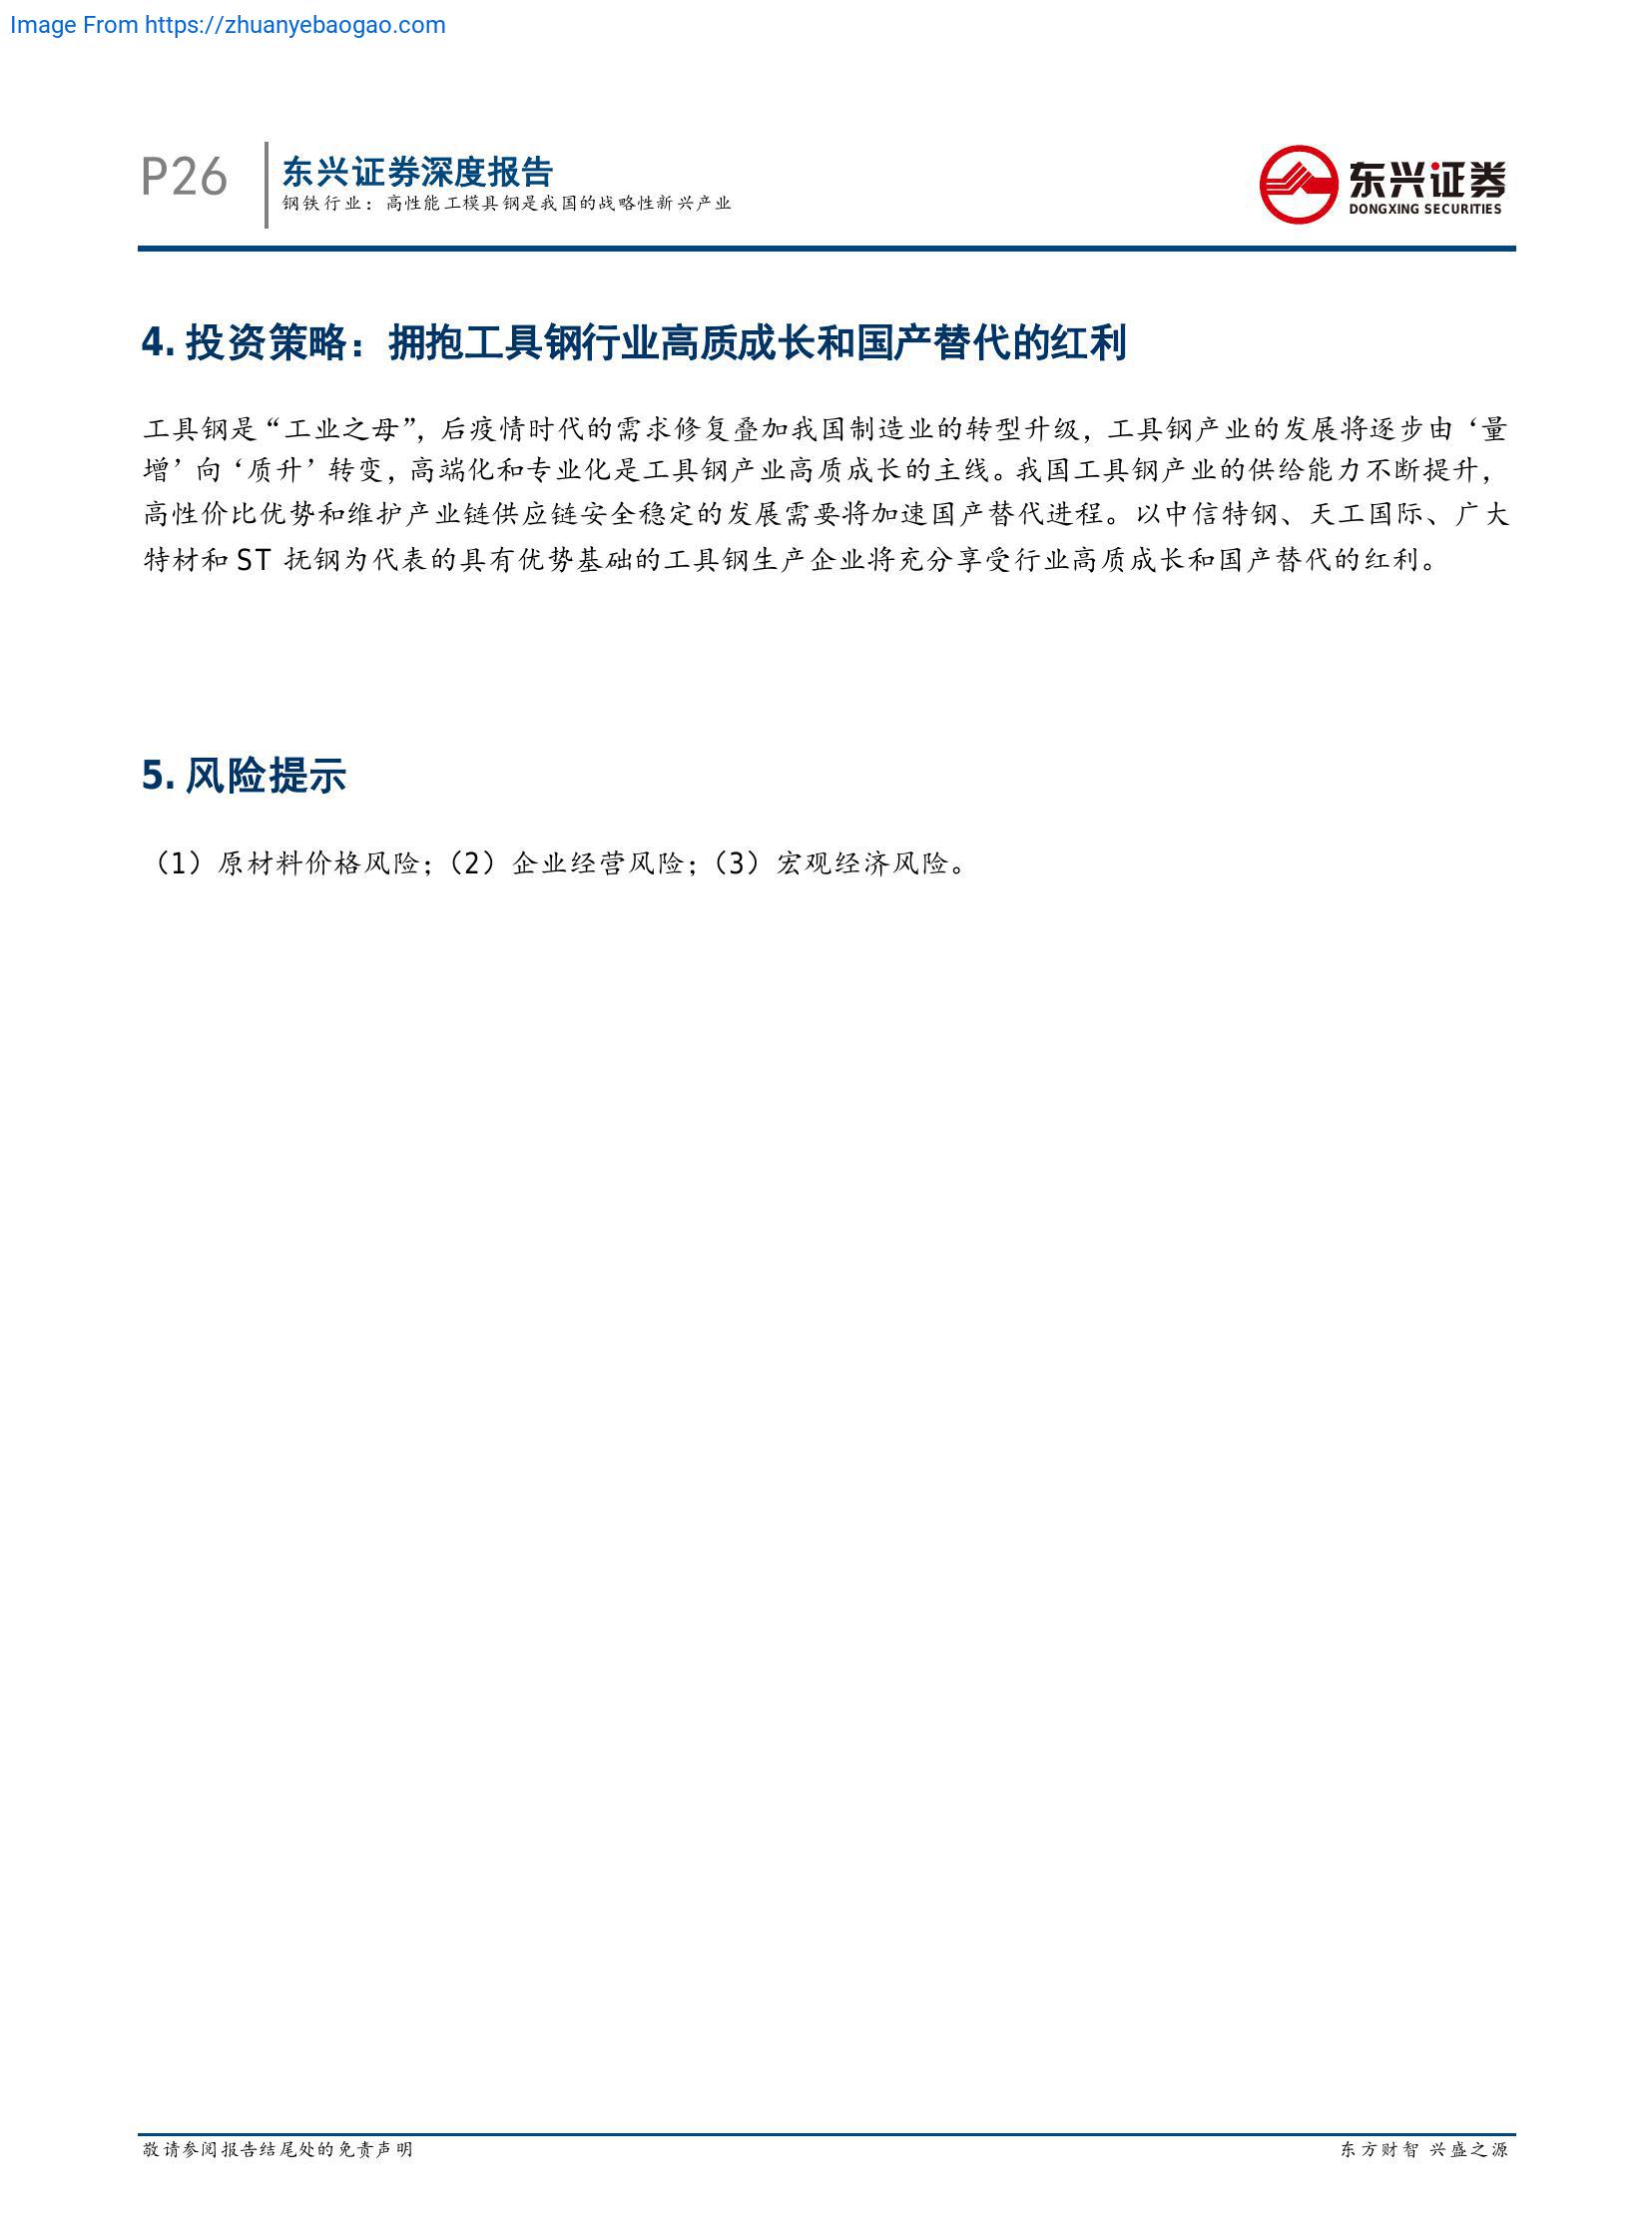 Image From https://zhuanyebaogao.com
P26
东兴证券深度报告
钢铁行业：高性能工模具钢是我国的战略性新兴产业
东兴证券
DONGXING SECURITIES
4. 投资策略：拥抱工具钢行业高质成长和国产替代的红利
工具钢是“工业之母”，后疫情时代的需求修复叠加我国制造业的转型升级，工具钢产业的发展将逐步由‘量
增’向‘质升’转变，高端化和专业化是工具钢产业高质成长的主线。我国工具钢产业的供给能力不断提升，
高性价比优势和维护产业链供应链安全稳定的发展需要将加速国产替代进程。以中信特钢、天工国际、广大
特材和 ST 抚钢为代表的具有优势基础的工具钢生产企业将充分享受行业高质成长和国产替代的红利。
5. 风险提示
（1）原材料价格风险；（2）企业经营风险；（3）宏观经济风险。
敬请参阅报告结尾处的免责声明
东方财智 兴盛之源